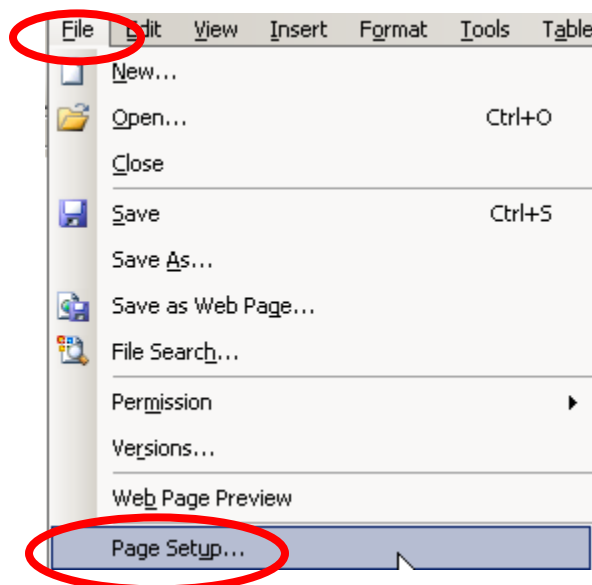 File Edit View Insert Format Tools Table
New...
Open... Ctrl+O
Close
Save Ctrl+S
Save As...
Save as Web Page...
File Search...
Permission
Versions...
Web Page Preview
Page Setup...